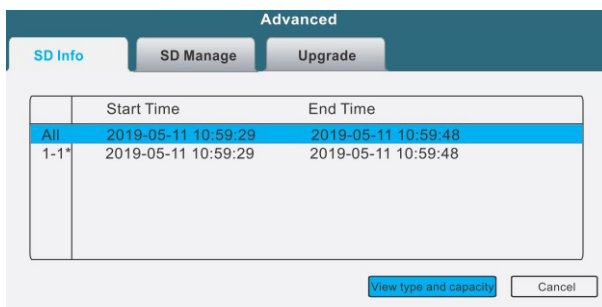 Advanced
SD Info SD Manage Upgrade
Start Time End Time
All 2019-05-11 10:59:29 2019-05-11 10:59:48
1-1* 2019-05-11 10:59:29 2019-05-11 10:59:48
View type and capacity Cancel